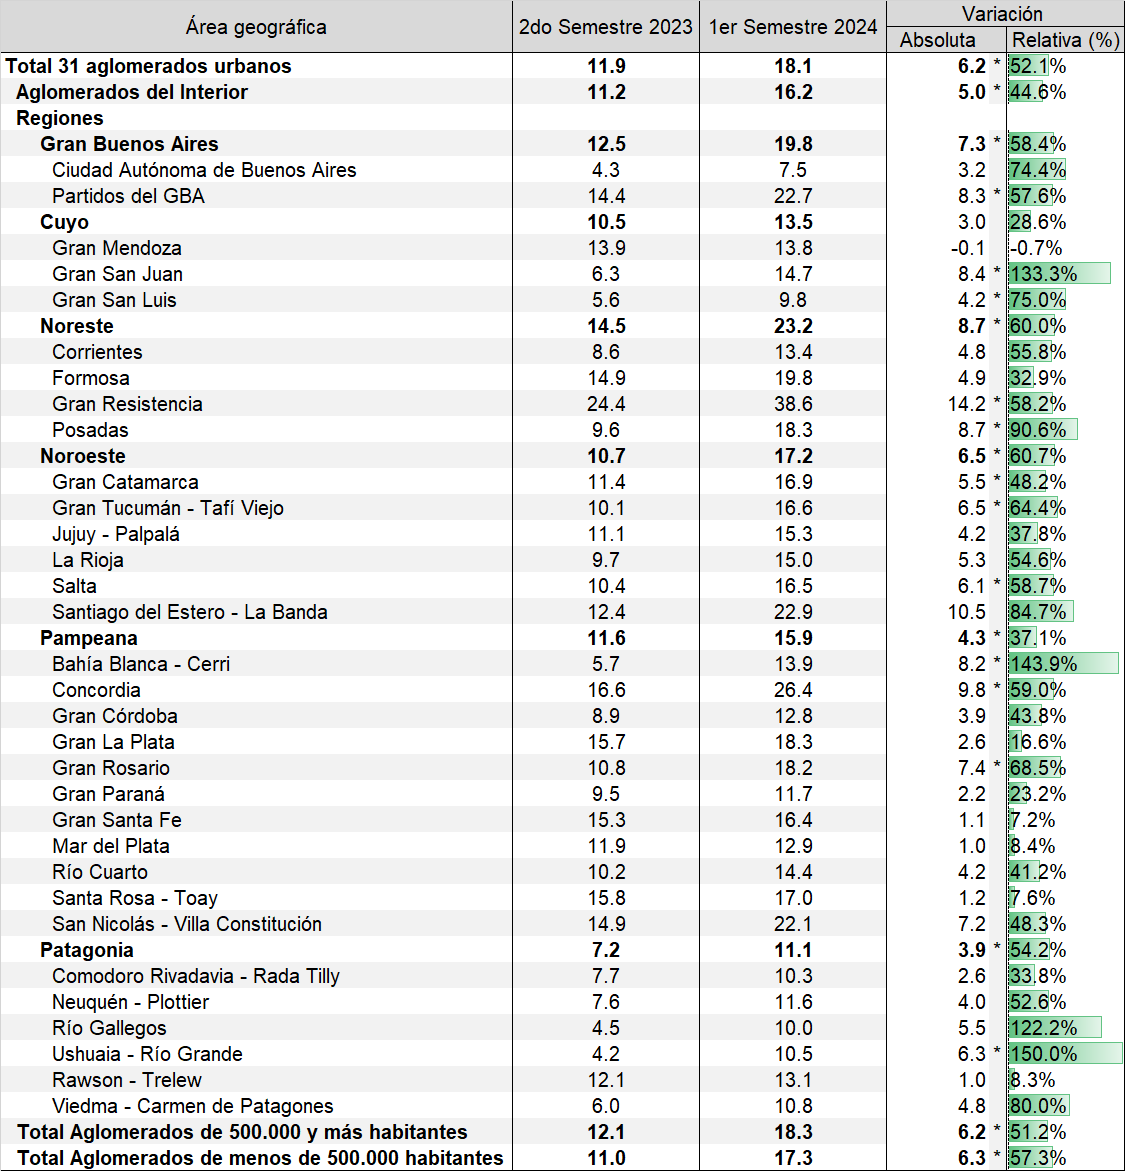 Área geográfica 2do Semestre 2023 1er Semestre 2024 Variación
Absoluta Relativa (%)
Total 31 aglomerados urbanos 11.9 18.1 6.2 * 52.1%
Aglomerados del Interior 11.2 16.2 5.0 * 44.6%
Regiones
Gran Buenos Aires 12.5 19.8 7.3 * 58.4%
Ciudad Autónoma de Buenos Aires 4.3 7.5 3.2 74.4%
Partidos del GBA 14.4 22.7 8.3 * 57.6%
Cuyo 10.5 13.5 3.0 28.6%
Gran Mendoza 13.9 13.8 -0.1 -0.7%
Gran San Juan 6.3 14.7 8.4 * 133.3%
Gran San Luis 5.6 9.8 4.2 * 75.0%
Noreste 14.5 23.2 8.7 * 60.0%
Corrientes 8.6 13.4 4.8 55.8%
Formosa 14.9 19.8 4.9 32.9%
Gran Resistencia 24.4 38.6 14.2 * 58.2%
Posadas 9.6 18.3 8.7 * 90.6%
Noroeste 10.7 17.2 6.5 * 60.7%
Gran Catamarca 11.4 16.9 5.5 * 48.2%
Gran Tucumán - Tafí Viejo 10.1 16.6 6.5 * 64.4%
Jujuy - Palpalá 11.1 15.3 4.2 37.8%
La Rioja 9.7 15.0 5.3 54.6%
Salta 10.4 16.5 6.1 * 58.7%
Santiago del Estero - La Banda 12.4 22.9 10.5 84.7%
Pampeana 11.6 15.9 4.3 * 37.1%
Bahía Blanca - Cerri 5.7 13.9 8.2 * 143.9%
Concordia 16.6 26.4 9.8 * 59.0%
Gran Córdoba 8.9 12.8 3.9 43.8%
Gran La Plata 15.7 18.3 2.6 16.6%
Gran Rosario 10.8 18.2 7.4 * 68.5%
Gran Paraná 9.5 11.7 2.2 23.2%
Gran Santa Fe 15.3 16.4 1.1 7.2%
Mar del Plata 11.9 12.9 1.0 8.4%
Río Cuarto 10.2 14.4 4.2 41.2%
Santa Rosa - Toay 15.8 17.0 1.2 7.6%
San Nicolás - Villa Constitución 14.9 22.1 7.2 48.3%
Patagonia 7.2 11.1 3.9 * 54.2%
Comodoro Rivadavia - Rada Tilly 7.7 10.3 2.6 33.8%
Neuquén - Plottier 7.6 11.6 4.0 52.6%
Río Gallegos 4.5 10.0 5.5 122.2%
Ushuaia - Río Grande 4.2 10.5 6.3 * 150.0%
Rawson - Trelew 12.1 13.1 1.0 8.3%
Viedma - Carmen de Patagones 6.0 10.8 4.8 80.0%
Total Aglomerados de 500.000 y más habitantes 12.1 18.3 6.2 * 51.2%
Total Aglomerados de menos de 500.000 habitantes 11.0 17.3 6.3 * 57.3%